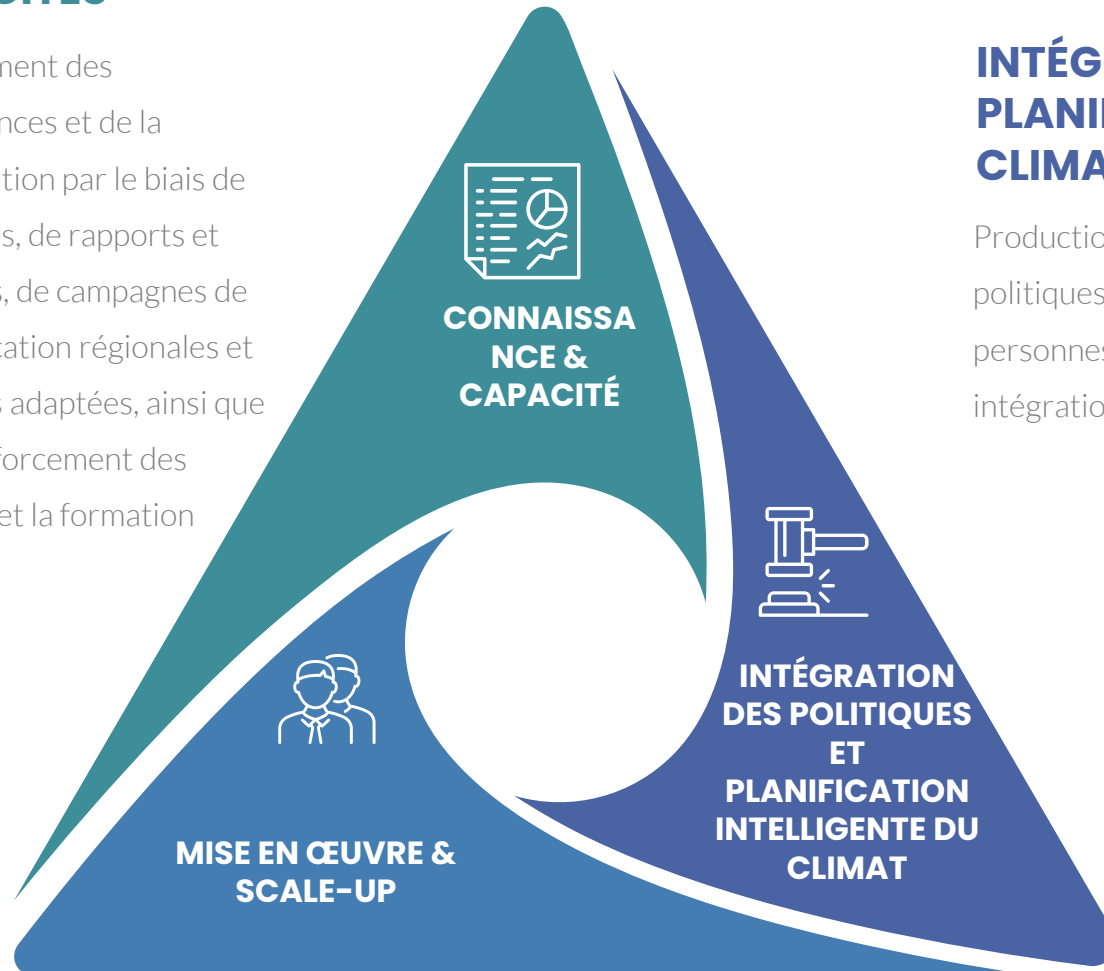 ment des
nces et de la
tion par le biais de
s, de rapports et
s, de campagnes de
cation régionales et
s adaptées, ainsi que
forcement des
et la formation
CONNAISSA
NCE &
CAPACITÉ
INTÉG
PLANI
CLIMA
Productio
politiques
personnes
intégratio
INTÉGRATION
DES POLITIQUES
ET
PLANIFICATION
INTELLIGENTE DU
CLIMAT
MISE EN ŒUVRE &
SCALE-UP